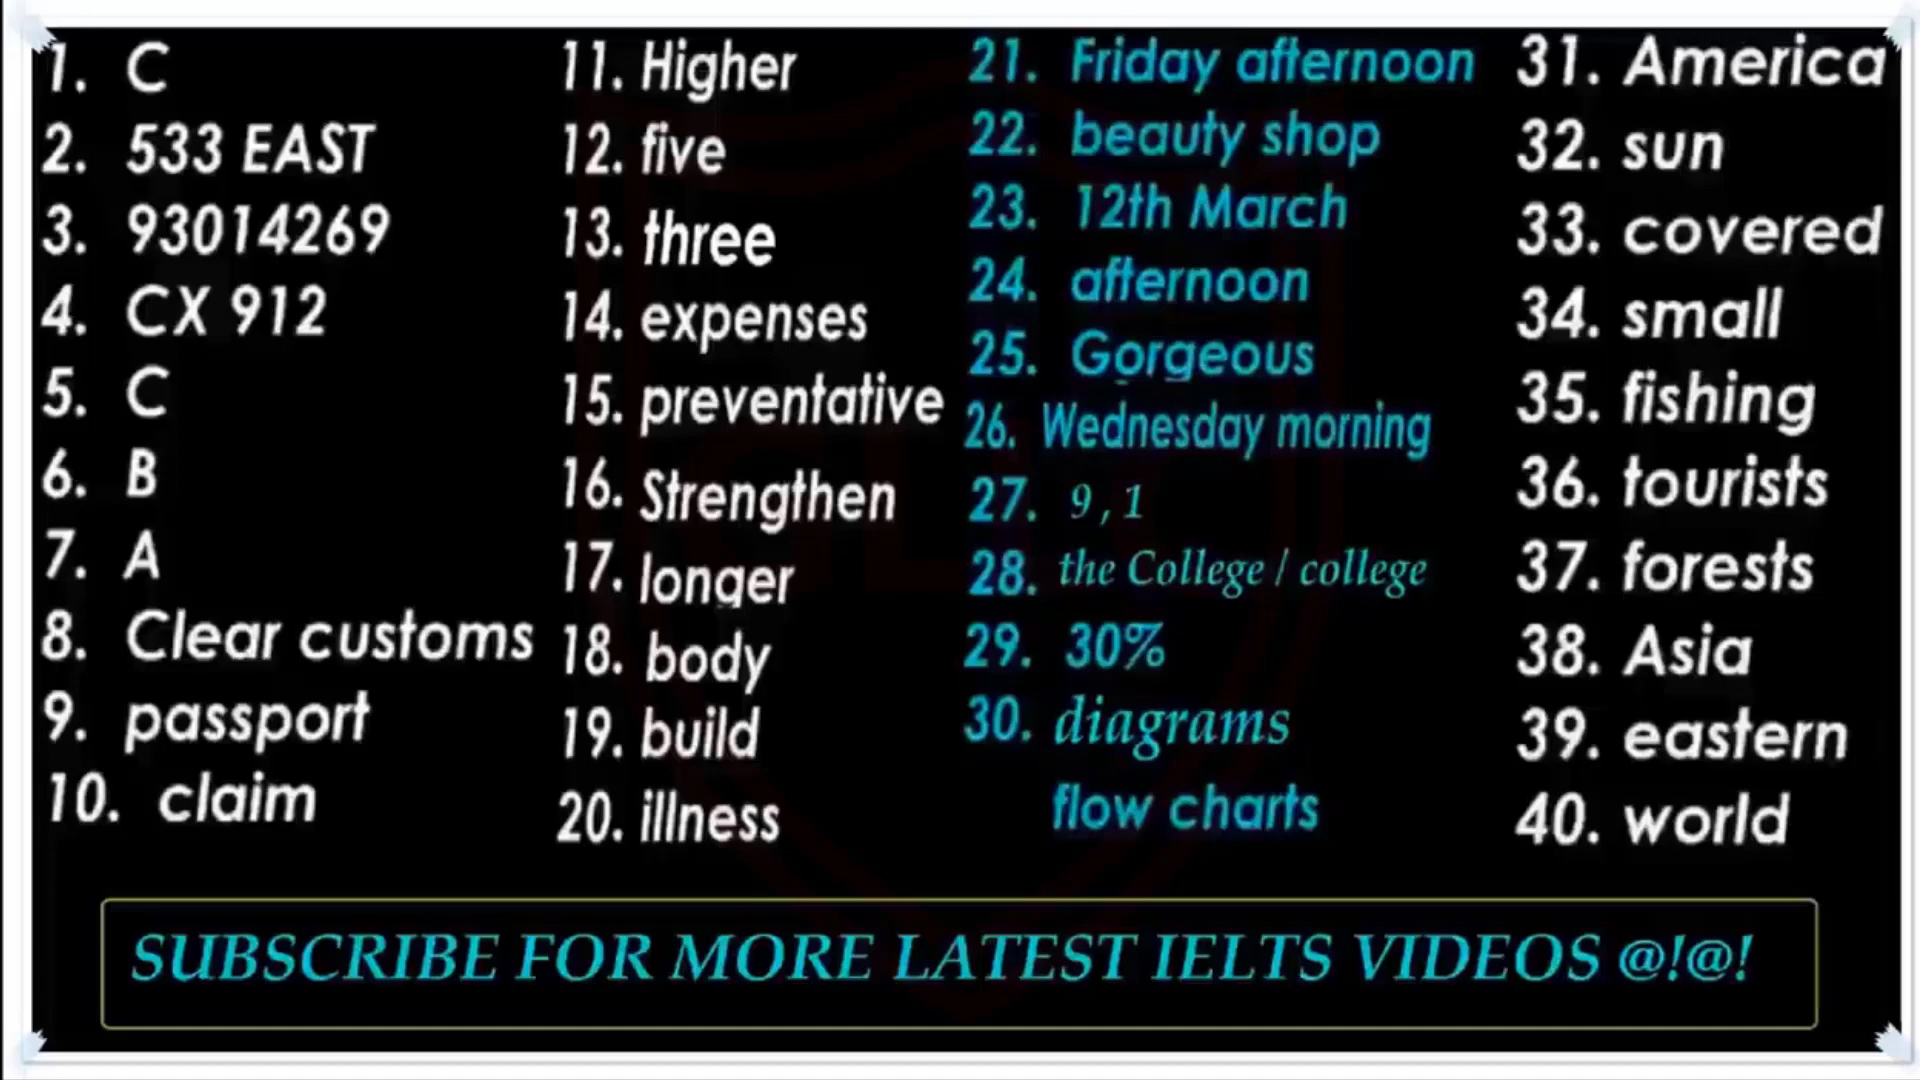 1. C
2. 533 EAST
3. 93014269
4. CX 912
5. C
6. B
7. A
8. Clear customs
9. passport
10. claim
11. Higher
12. five
13. three
14. expenses
15. preventative
16. Strengthen
17. longer
18. body
19. build
20. illness
21. Friday afternoon
22. beauty shop
23. 12th March
24. afternoon
25. Gorgeous
26. Wednesday morning
27. 9 , 1
28. the College / college
29. 30%
30. diagrams
flow charts
31. America
32. sun
33. covered
34. small
35. fishing
36. tourists
37. forests
38. Asia
39. eastern
40. world
SUBSCRIBE FOR MORE LATEST IELTS VIDEOS @!@!